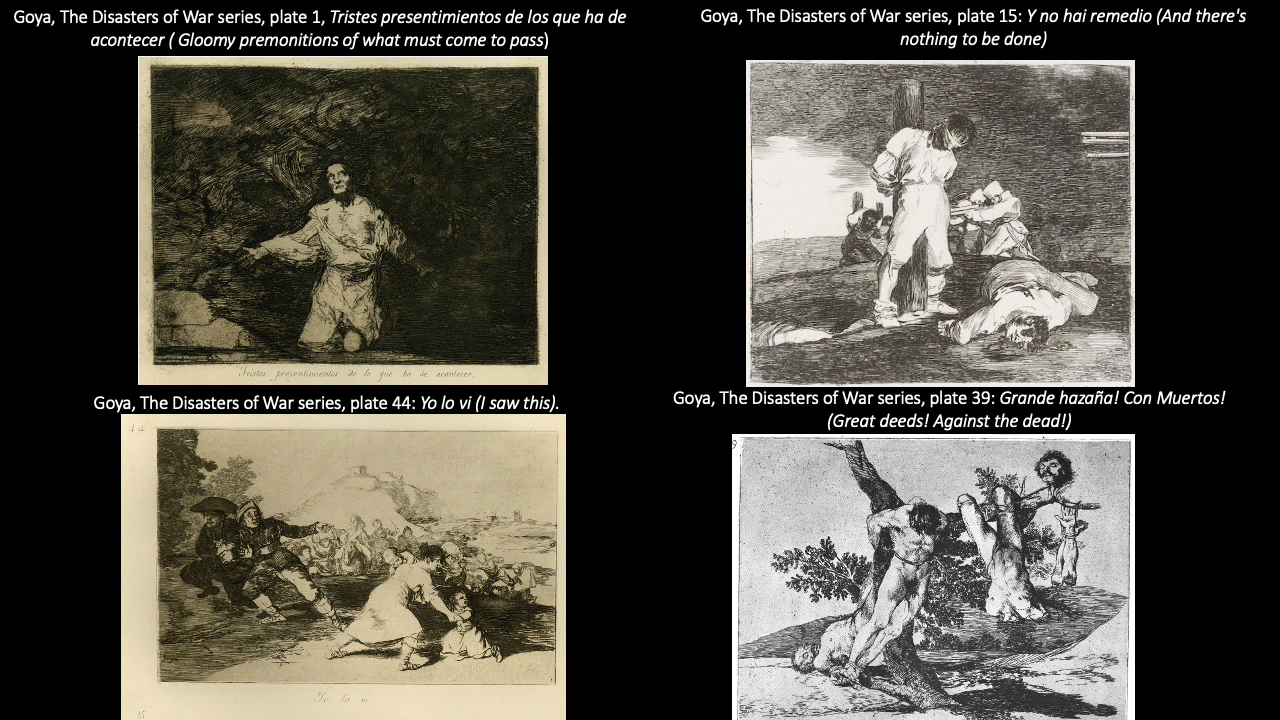 Goya, The Disasters of War series, plate 1, Tristes presentimientos de los que ha de
acontecer ( Gloomy premonitions of what must come to pass)
Tristes presentimientos de lo que ha de acontecer.
Goya, The Disasters of War series, plate 15: Y no hai remedio (And there's
nothing to be done)
Goya, The Disasters of War series, plate 44: Yo lo vi (I saw this).
44
Yo lo vi.
15
Goya, The Disasters of War series, plate 39: Grande hazaña! Con Muertos!
(Great deeds! Against the dead!)
9